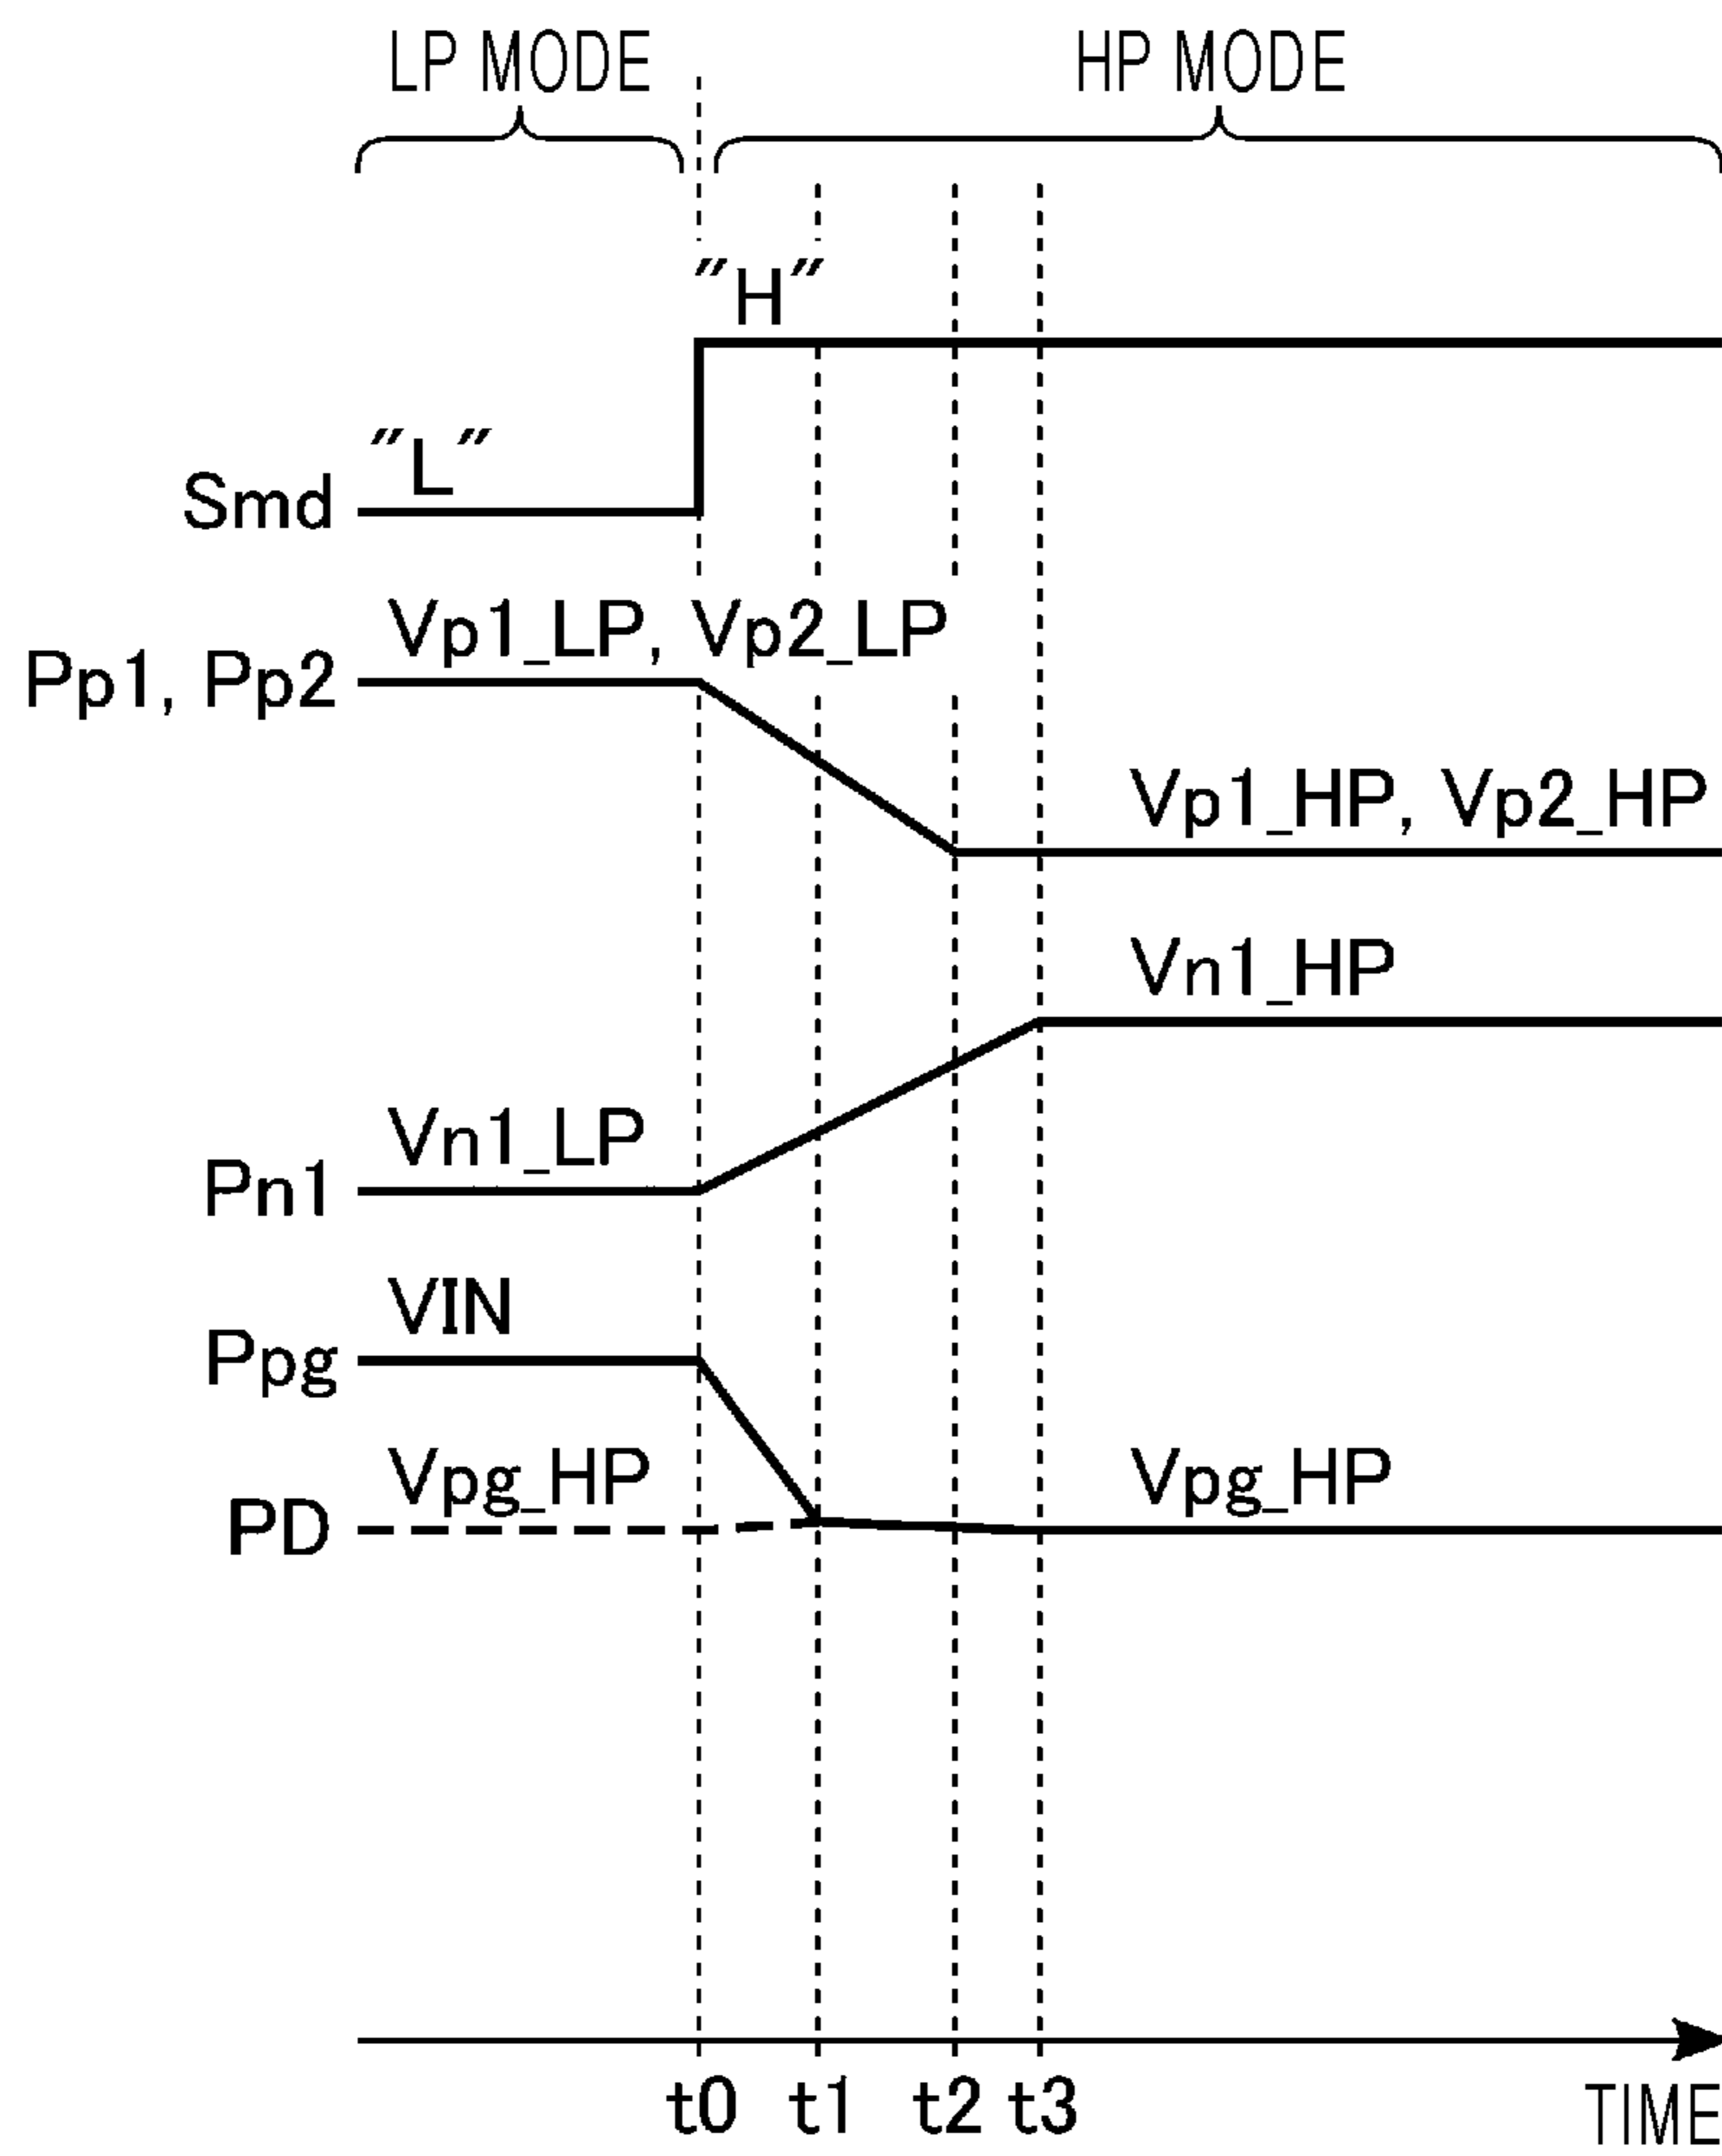 LP MODE HP MODE
"H"
"L"
Smd
Vp1_LP, Vp2_LP
Pp1, Pp2
Vp1_HP, Vp2_HP
Vn1_HP
Vn1_LP
Pn1
VIN
Ppg
Vpg_HP Vpg_HP
PD
t0 t1 t2 t3 TIME